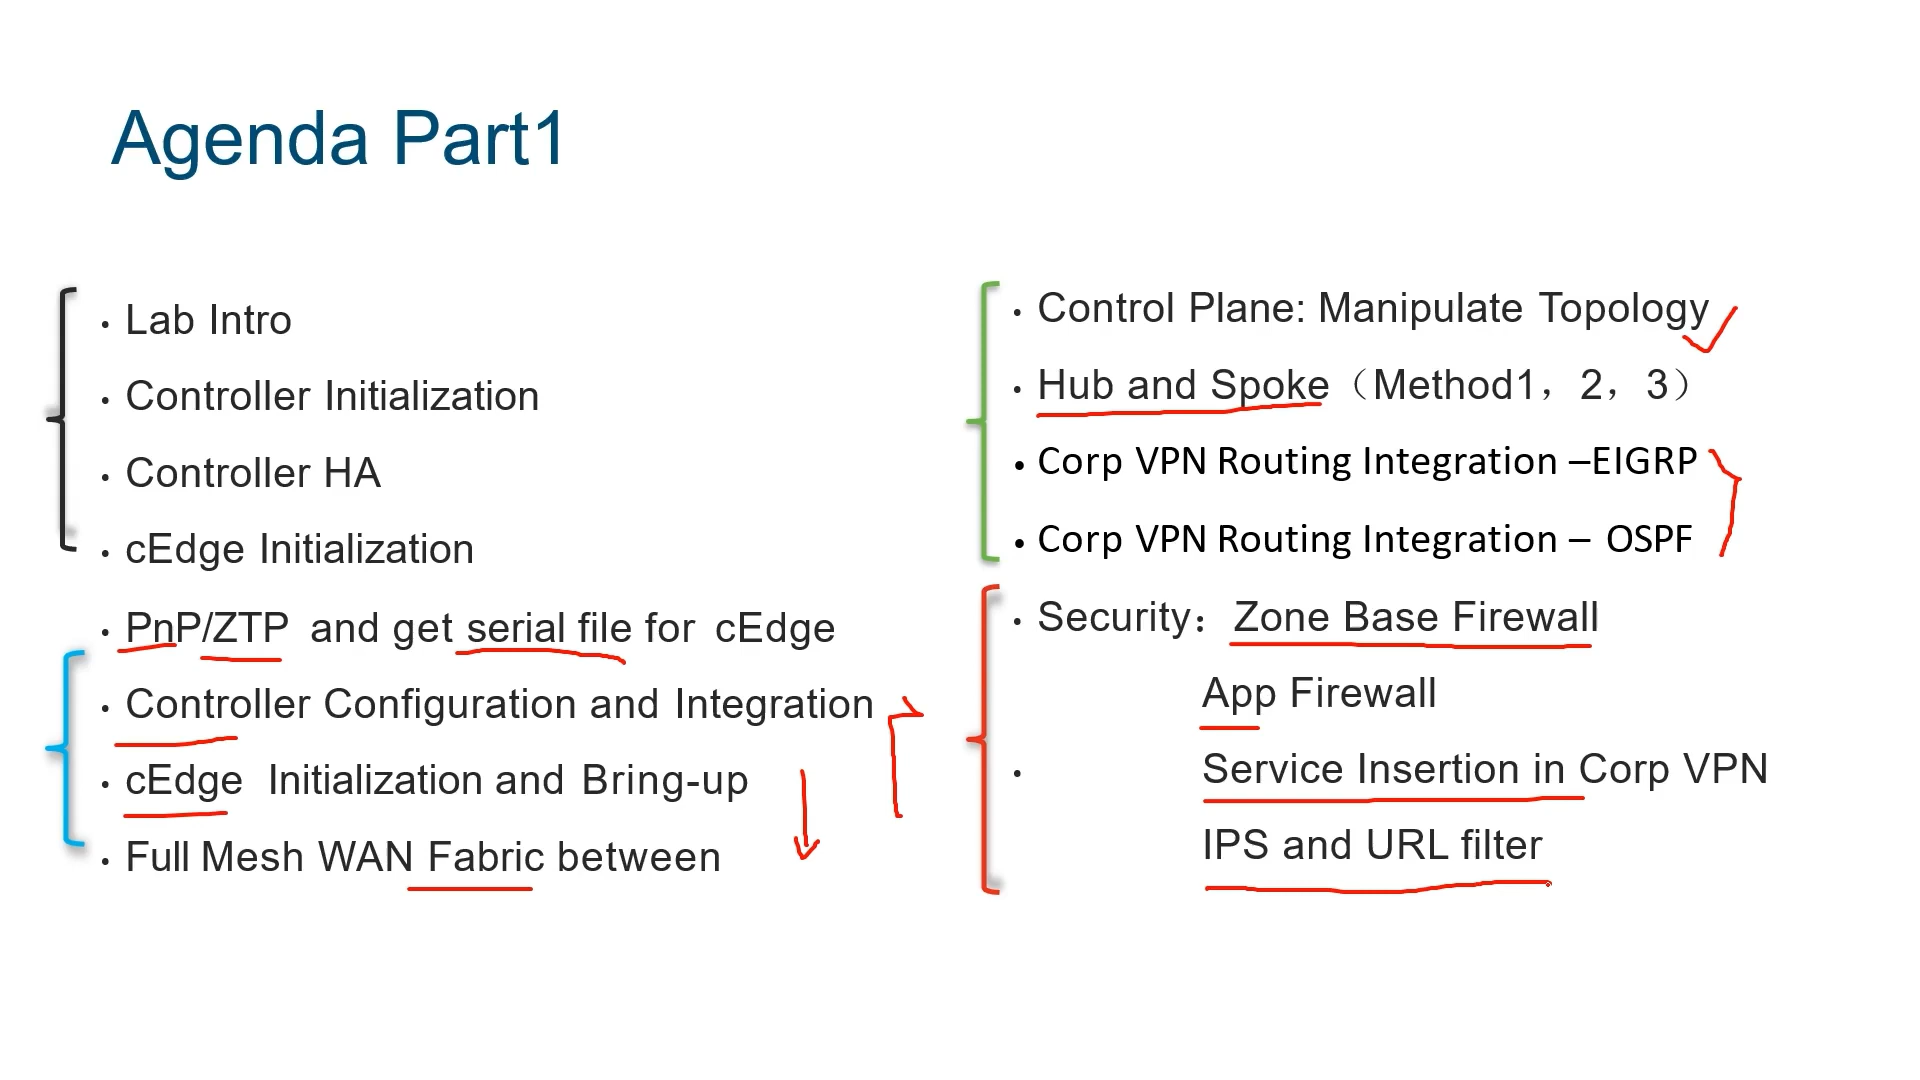 Agenda Part1
• Lab Intro
• Controller Initialization
• Controller HA
• cEdge Initialization
• PnP/ZTP and get serial file for cEdge
• Controller Configuration and Integration
• cEdge Initialization and Bring-up
• Full Mesh WAN Fabric between
• Control Plane: Manipulate Topology
• Hub and Spoke（Method1，2，3）
• Corp VPN Routing Integration –EIGRP
• Corp VPN Routing Integration – OSPF
• Security：Zone Base Firewall
App Firewall
• Service Insertion in Corp VPN
IPS and URL filter